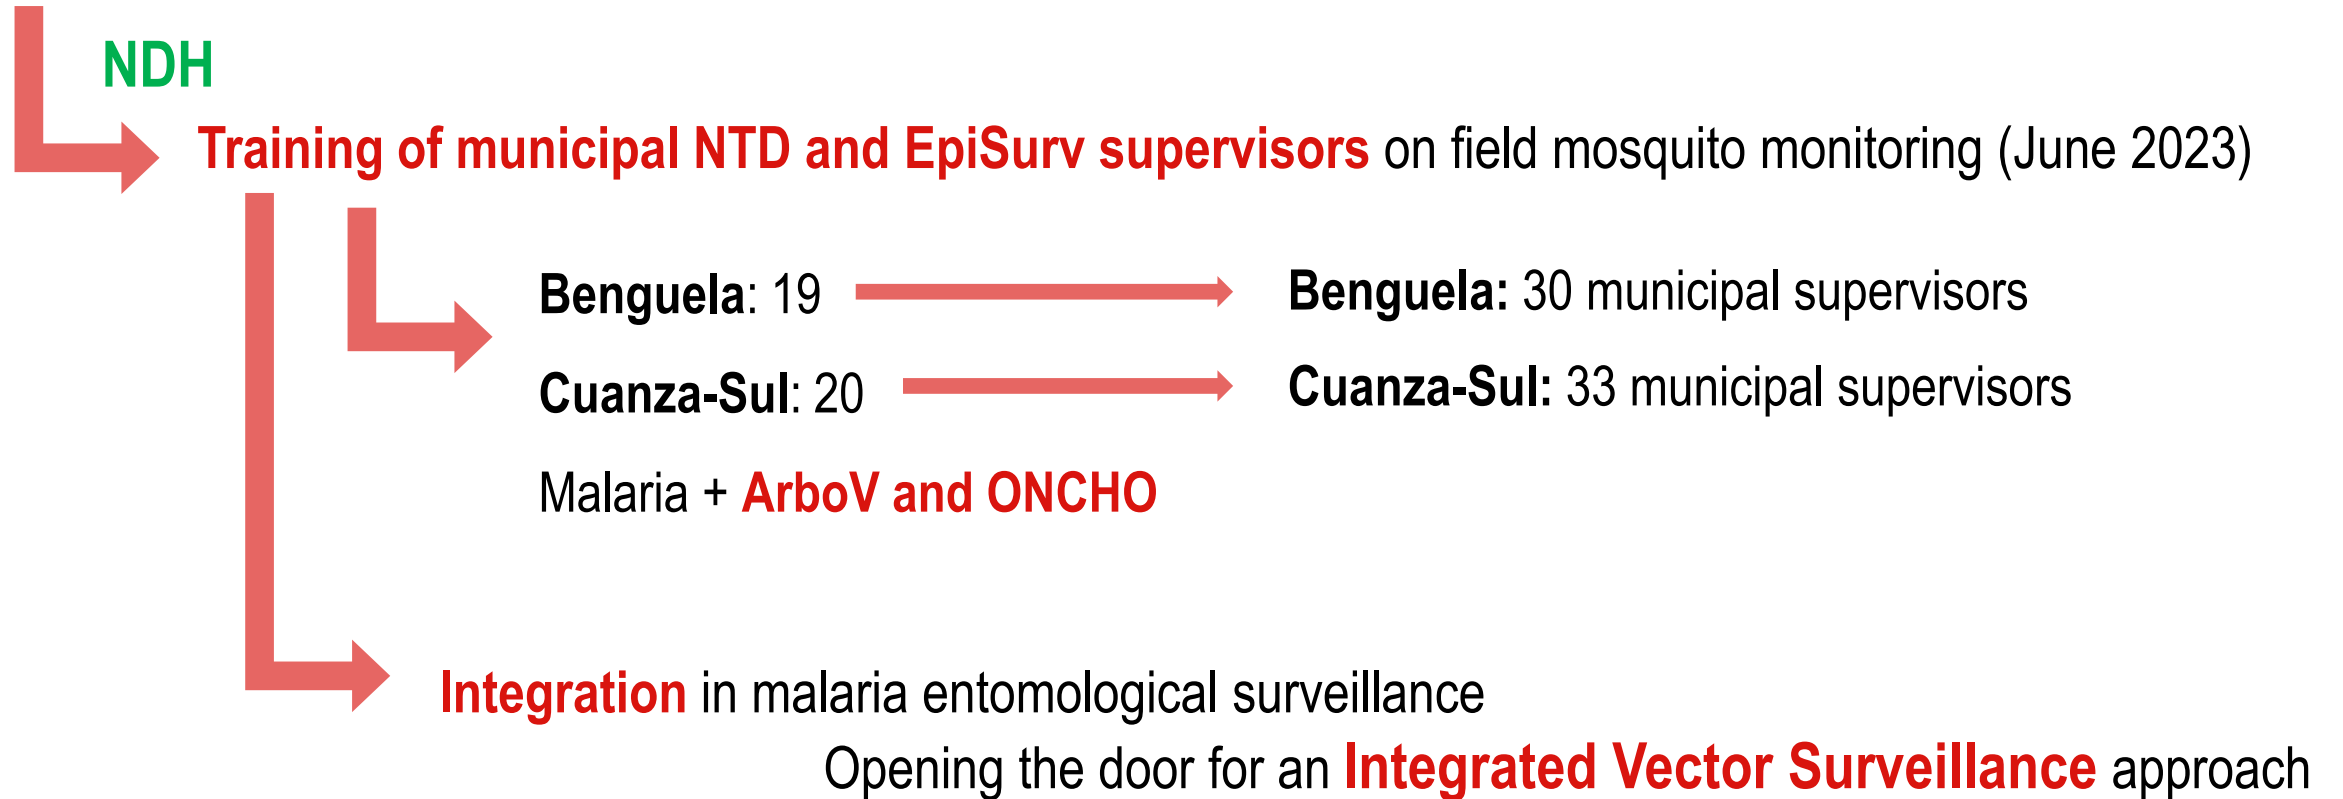 NDH
Training of municipal NTD and EpiSurv supervisors on field mosquito monitoring (June 2023)
Benguela: 19
Benguela: 30 municipal supervisors
Cuanza-Sul: 20
Cuanza-Sul: 33 municipal supervisors
Malaria + ArboV and ONCHO
Integration in malaria entomological surveillance
Opening the door for an Integrated Vector Surveillance approach